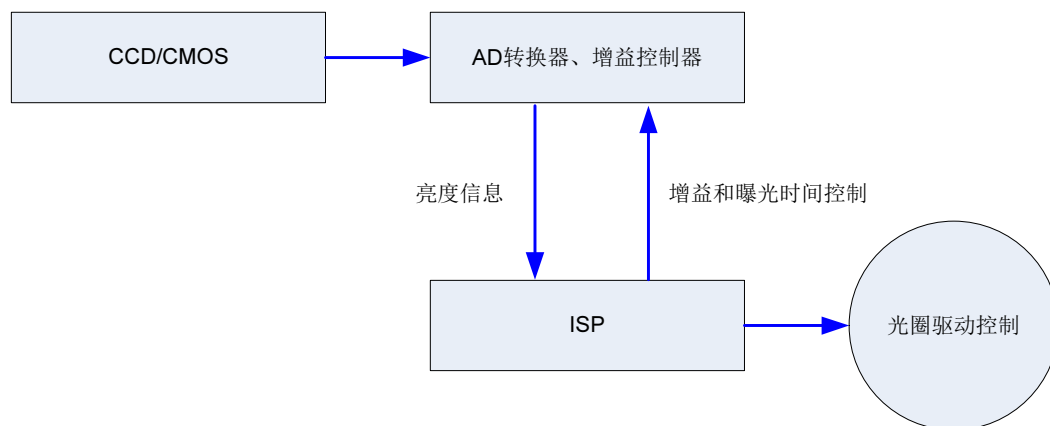 CCD/CMOS
AD转换器、增益控制器
亮度信息
增益和曝光时间控制
ISP
光圈驱动控制